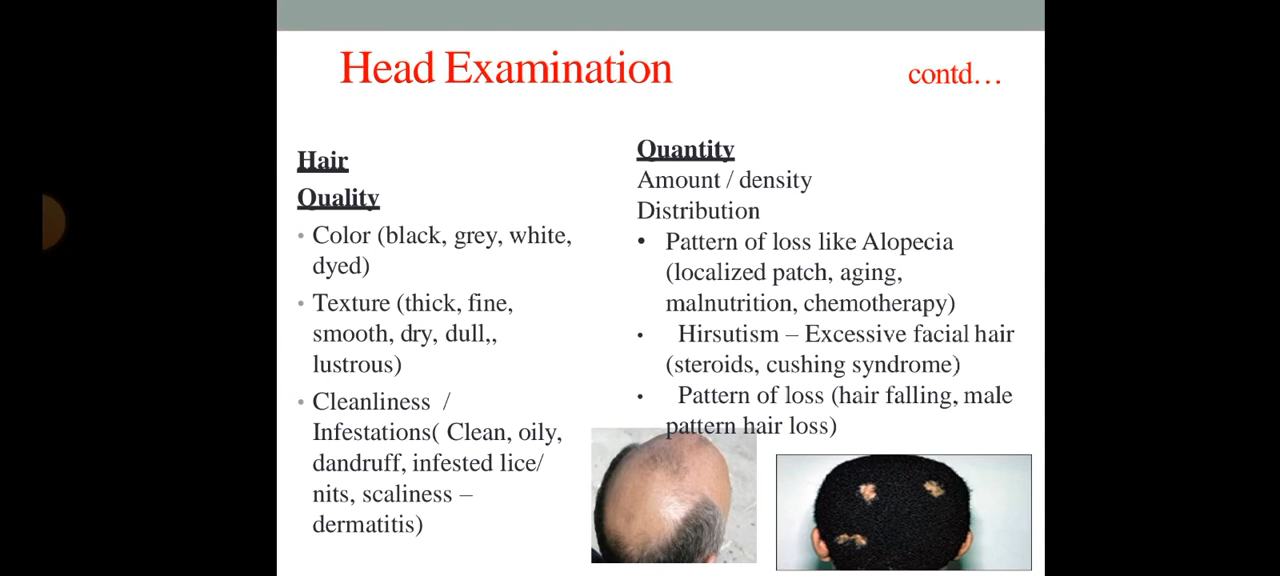 Head Examination
contd…
Hair
Quality
• Color (black, grey, white,
dyed)
• Texture (thick, fine,
smooth, dry, dull,,
lustrous)
• Cleanliness /
Infestations( Clean, oily,
dandruff, infested lice/
nits, scaliness –
dermatitis)
Quantity
Amount / density
Distribution
• Pattern of loss like Alopecia
(localized patch, aging,
malnutrition, chemotherapy)
• Hirsutism – Excessive facial hair
(steroids, cushing syndrome)
• Pattern of loss (hair falling, male
pattern hair loss)